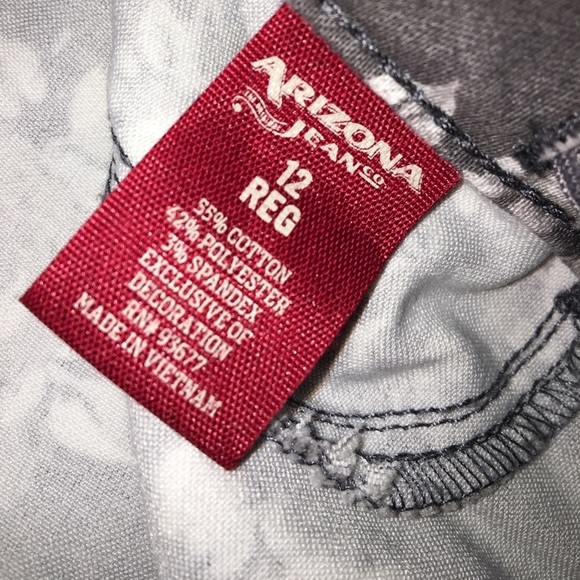 ARIZONA
JEAN CO
12
REG
55% COTTON
42% POLYESTER
3% SPANDEX
EXCLUSIVE OF
DECORATION
RN# 93677
MADE IN VIETNAM